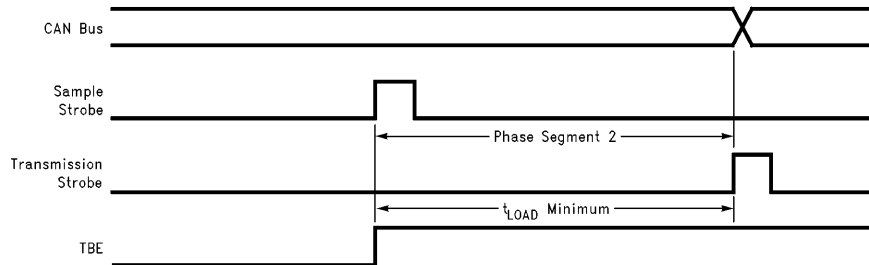 CAN Bus
Sample
Strobe
Phase Segment 2
Transmission
Strobe
tLOAD Minimum
TBE